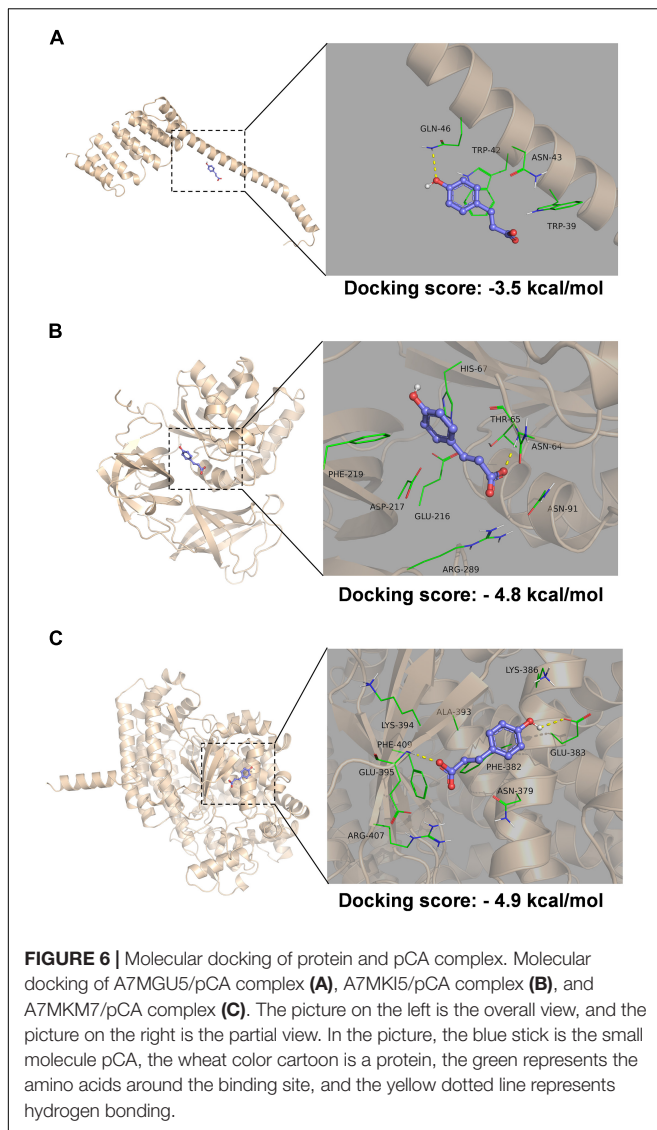 A
GLN-46
TRP-42
ASN-43
TRP-39
Docking score: -3.5 kcal/mol
B
HIS-67
THR-65
ASN-64
PHE-219
ASP-217
GLU-216
ASN-91
ARG-289
Docking score: - 4.8 kcal/mol
C
LYS-386
ALA-393
LYS-394
PHE-409
GLU-383
PHE-382
GLU-395
ASN-379
ARG-407
Docking score: - 4.9 kcal/mol
FIGURE 6 | Molecular docking of protein and pCA complex. Molecular
docking of A7MGU5/pCA complex (A), A7MKI5/pCA complex (B), and
A7MKM7/pCA complex (C). The picture on the left is the overall view, and the
picture on the right is the partial view. In the picture, the blue stick is the small
molecule pCA, the wheat color cartoon is a protein, the green represents the
amino acids around the binding site, and the yellow dotted line represents
hydrogen bonding.